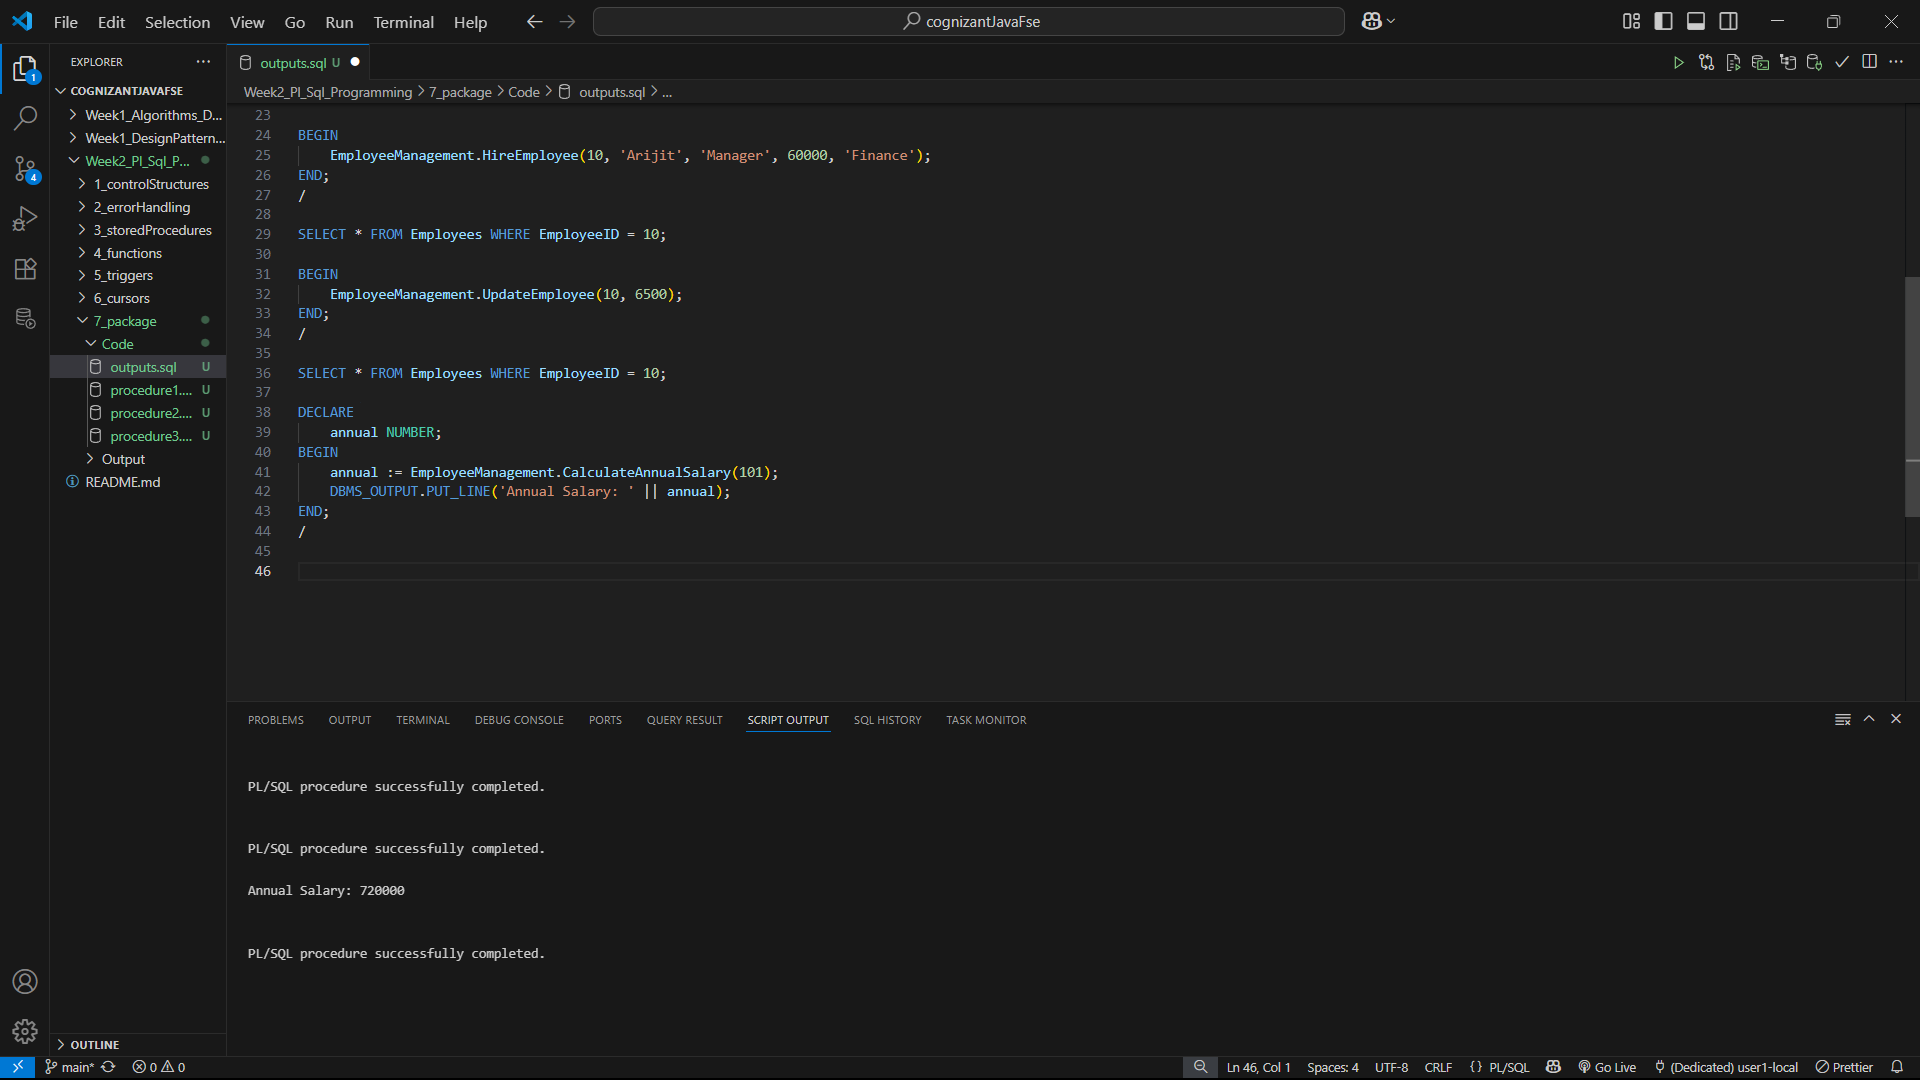 File Edit Selection View Go Run Terminal Help cognizantJavaFse
EXPLORER
outputs.sql U
COGNIZANTJAVAFSE
Week1_Algorithms_D...
Week1_DesignPattern...
Week2_Pl_Sql_P...
1_controlStructures
2_errorHandling
3_storedProcedures
4_functions
5_triggers
6_cursors
7_package
Code
outputs.sql U
procedure1.... U
procedure2.... U
procedure3.... U
Output
README.md
OUTLINE
1
4
Week2_Pl_Sql_Programming > 7_package > Code > outputs.sql > ...
23
24 BEGIN
25 EmployeeManagement.HireEmployee(10, 'Arijit', 'Manager', 60000, 'Finance');
26 END;
27 /
28
29 SELECT * FROM Employees WHERE EmployeeID = 10;
30
31 BEGIN
32 EmployeeManagement.UpdateEmployee(10, 6500);
33 END;
34 /
35
36 SELECT * FROM Employees WHERE EmployeeID = 10;
37
38 DECLARE
39 annual NUMBER;
40 BEGIN
41 annual := EmployeeManagement.CalculateAnnualSalary(101);
42 DBMS_OUTPUT.PUT_LINE('Annual Salary: ' || annual);
43 END;
44 /
45
46
PROBLEMS OUTPUT TERMINAL DEBUG CONSOLE PORTS QUERY RESULT SCRIPT OUTPUT SQL HISTORY TASK MONITOR
PL/SQL procedure successfully completed.
PL/SQL procedure successfully completed.
Annual Salary: 720000
PL/SQL procedure successfully completed.
main* 0 0 Ln 46, Col 1 Spaces: 4 UTF-8 CRLF {} PL/SQL Go Live (Dedicated) user1-local Prettier